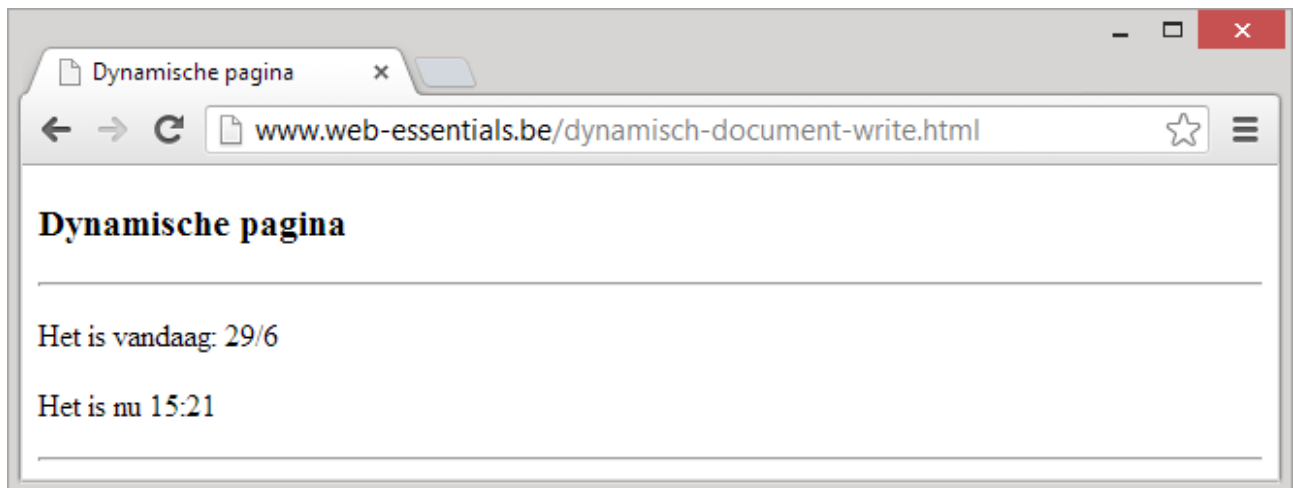 Dynamische pagina
www.web-essentials.be/dynamisch-document-write.html
Dynamische pagina
Het is vandaag: 29/6
Het is nu 15:21